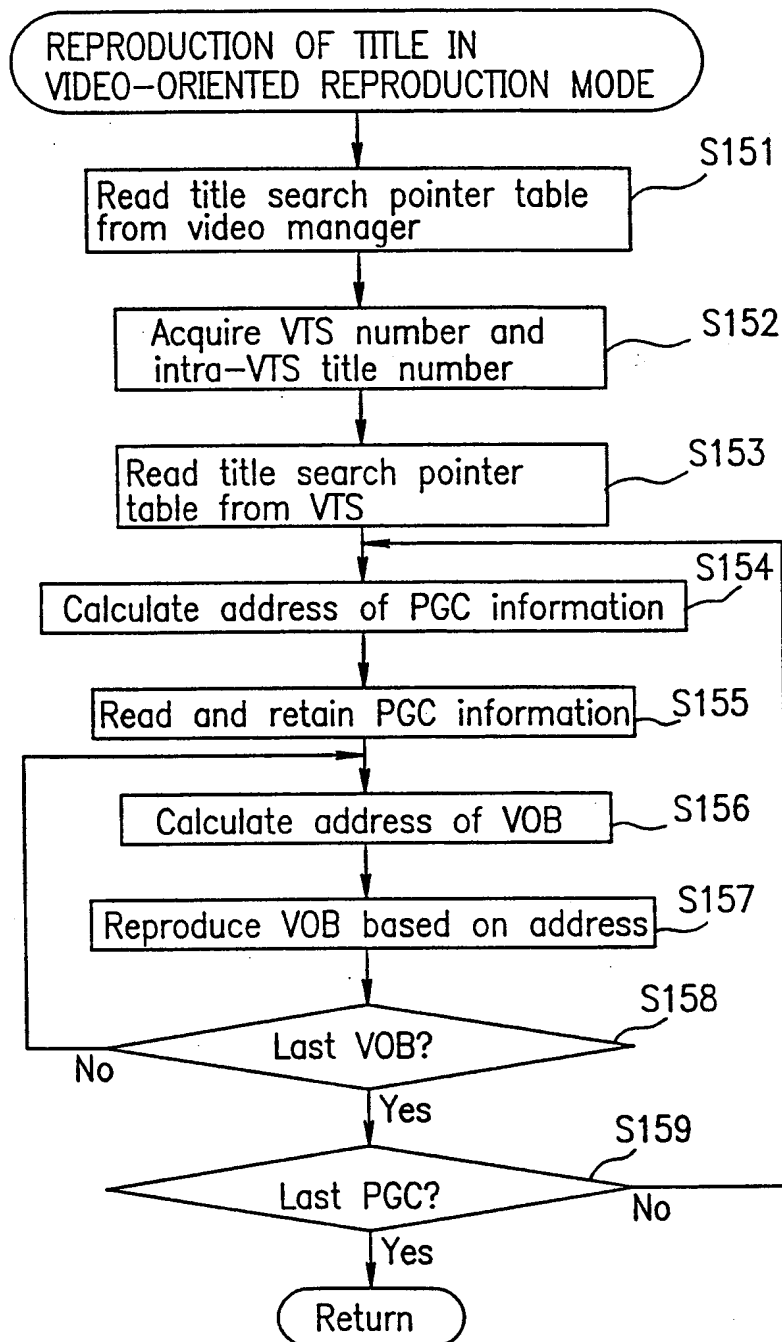 REPRODUCTION OF TITLE IN
VIDEO-ORIENTED REPRODUCTION MODE
S151
Read title search pointer table
from video manager
S152
Acquire VTS number and
intra-VTS title number
S153
Read title search pointer
table from VTS
S154
Calculate address of PGC information
Read and retain PGC information
S155
Calculate address of VOB
S156
Reproduce VOB based on address
S157
S158
Last VOB?
No
Yes
S159
Last PGC?
No
Yes
Return